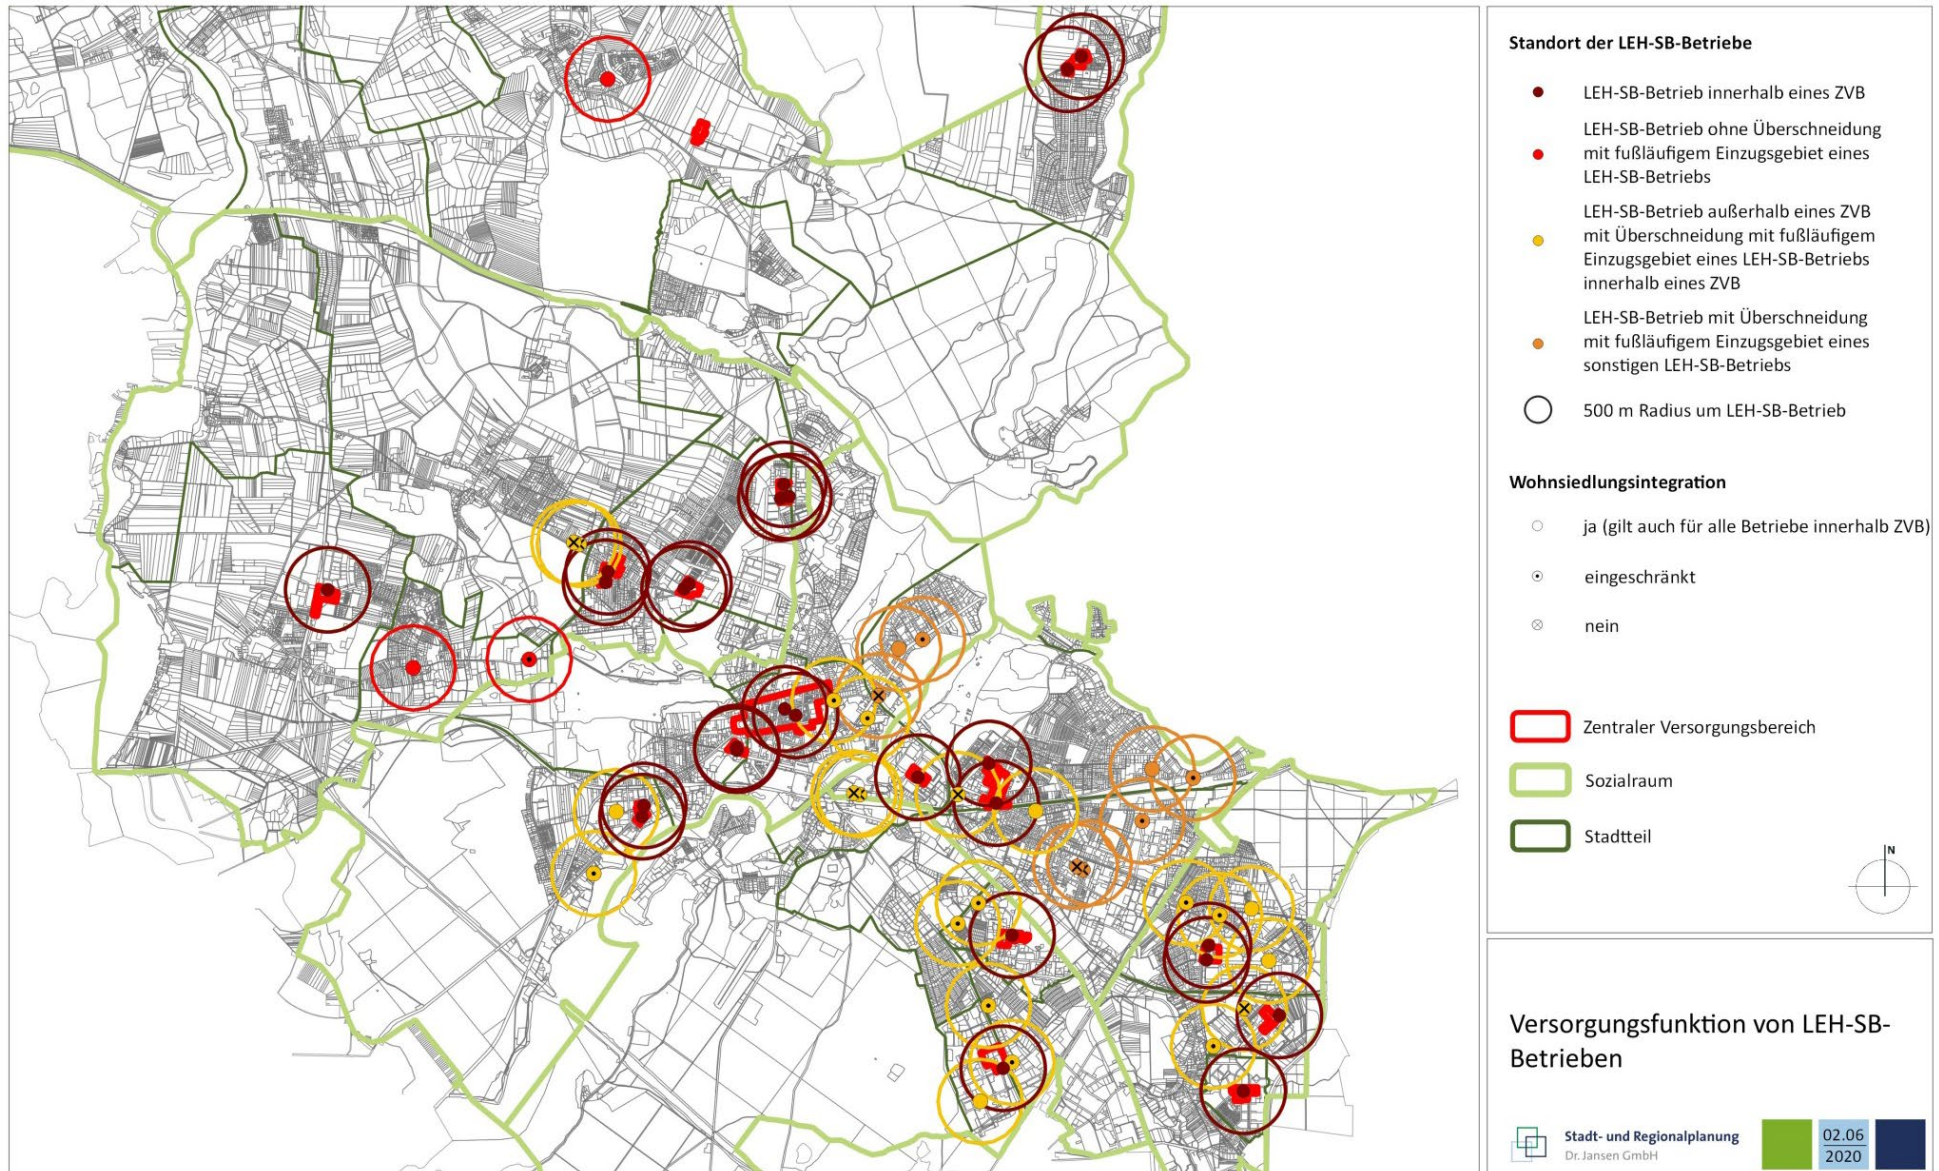 Standort der LEH-SB-Betriebe
LEH-SB-Betrieb innerhalb eines ZVB
LEH-SB-Betrieb ohne Überschneidung
mit fußläufigem Einzugsgebiet eines
LEH-SB-Betriebs
LEH-SB-Betrieb außerhalb eines ZVB
mit Überschneidung mit fußläufigem
Einzugsgebiet eines LEH-SB-Betriebs
innerhalb eines ZVB
LEH-SB-Betrieb mit Überschneidung
mit fußläufigem Einzugsgebiet eines
sonstigen LEH-SB-Betriebs
500 m Radius um LEH-SB-Betrieb
Wohnsiedlungsintegration
ja (gilt auch für alle Betriebe innerhalb ZVB)
eingeschränkt
nein
Zentraler Versorgungsbereich
Sozialraum
Stadtteil
N
Versorgungsfunktion von LEH-SB-
Betrieben
Stadt- und Regionalplanung
Dr. Jansen GmbH
02.06
2020